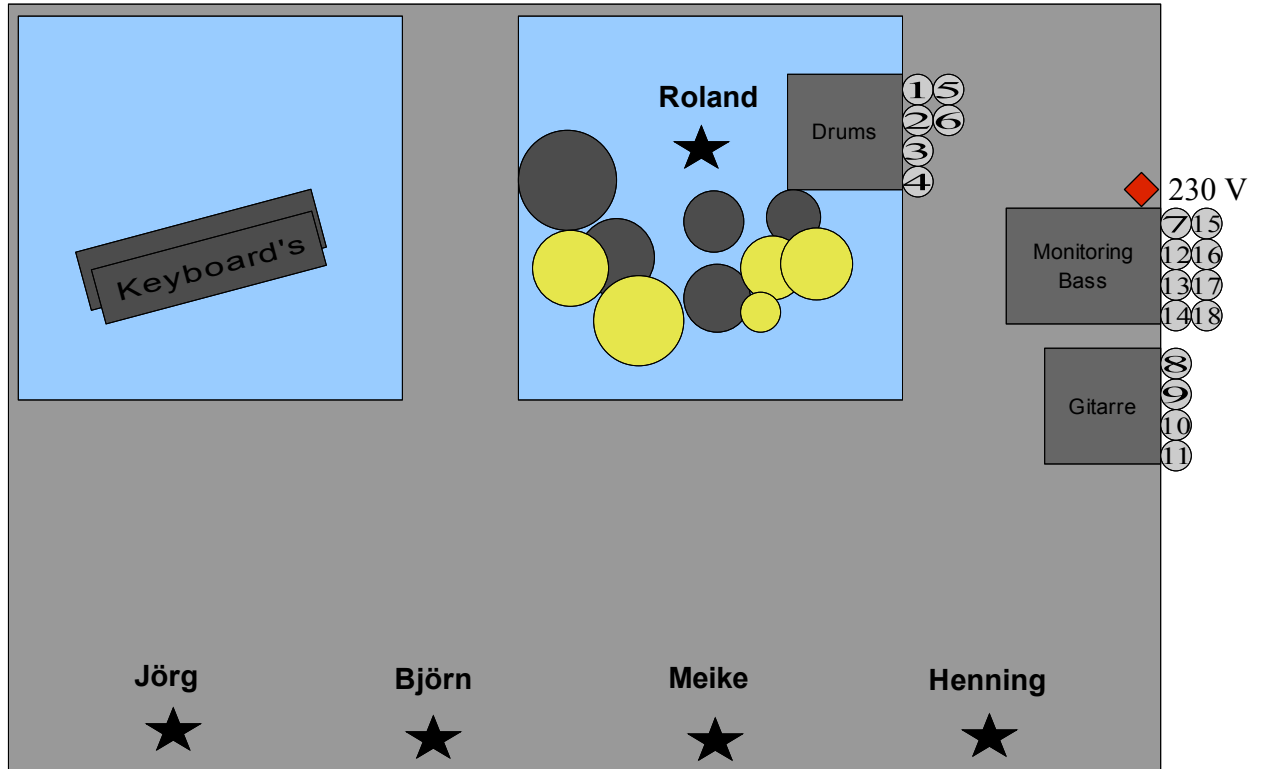 Roland
Drums
1 5
2 6
3
4
230 V
Keyboard's
Monitoring
Bass
7 15
12 16
13 17
14 18
Gitarre
8
9
10
11
Jörg
Björn
Meike
Henning